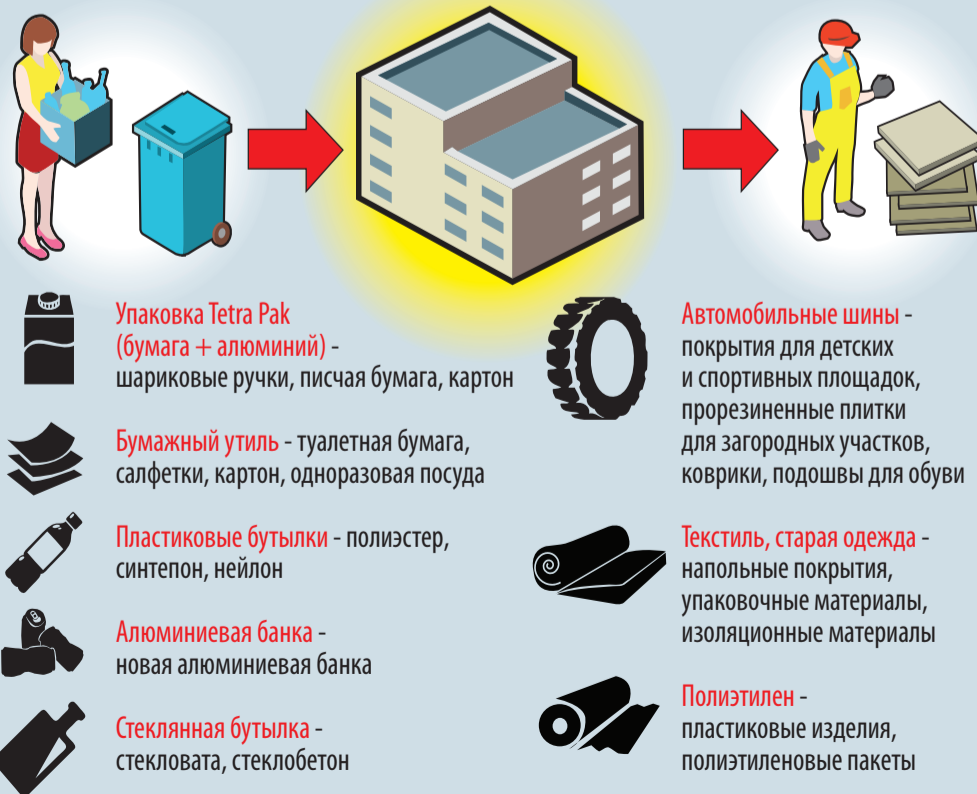 Упаковка Tetra Pak
(бумага + алюминий) -
шариковые ручки, писчая бумага, картон
Бумажный утиль - туалетная бумага,
салфетки, картон, одноразовая посуда
Пластиковые бутылки - полиэстер,
синтепон, нейлон
Алюминиевая банка -
новая алюминиевая банка
Стеклянная бутылка -
стекловата, стеклобетон
Автомобильные шины -
покрытия для детских
и спортивных площадок,
прорезиненные плитки
для загородных участков,
коврики, подошвы для обуви
Текстиль, старая одежда -
напольные покрытия,
упаковочные материалы,
изоляционные материалы
Полиэтилен -
пластиковые изделия,
полиэтиленовые пакеты